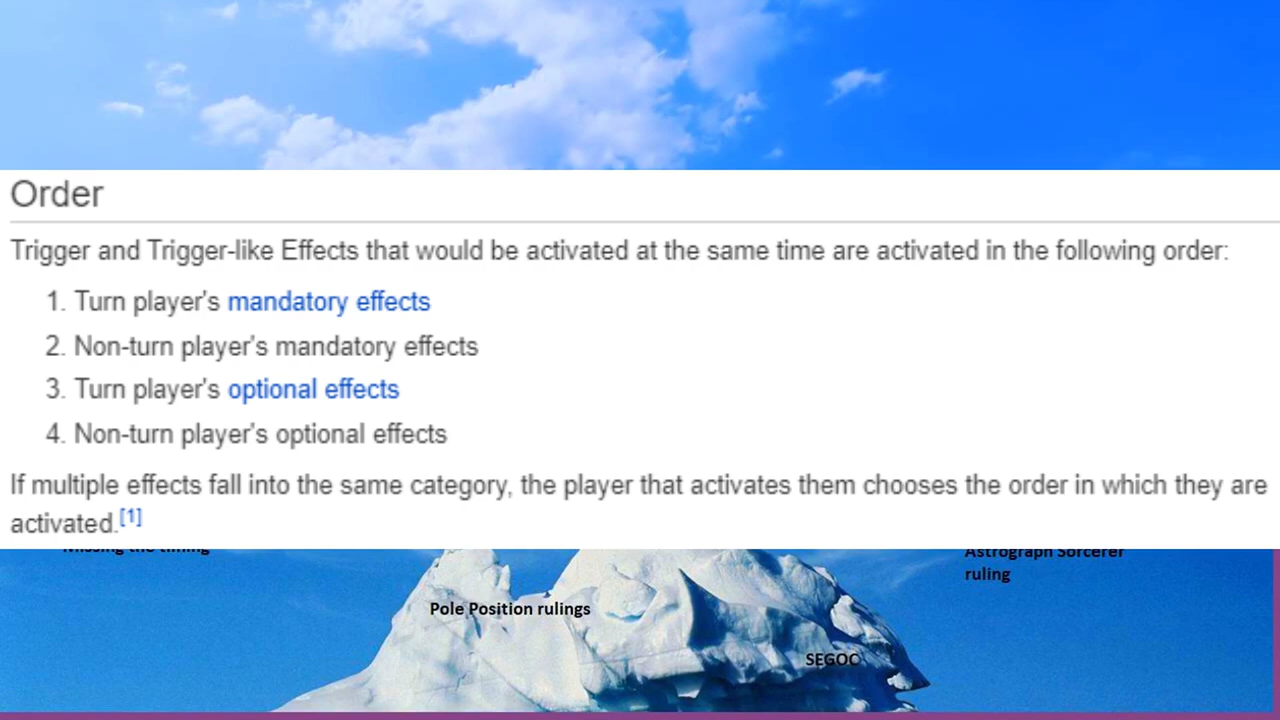 Order
Trigger and Trigger-like Effects that would be activated at the same time are activated in the following order:
1. Turn player's mandatory effects
2. Non-turn player's mandatory effects
3. Turn player's optional effects
4. Non-turn player's optional effects
If multiple effects fall into the same category, the player that activates them chooses the order in which they are
activated.[1]
Missing the timing
Astrograph Sorcerer
ruling
Pole Position rulings
SEGOC